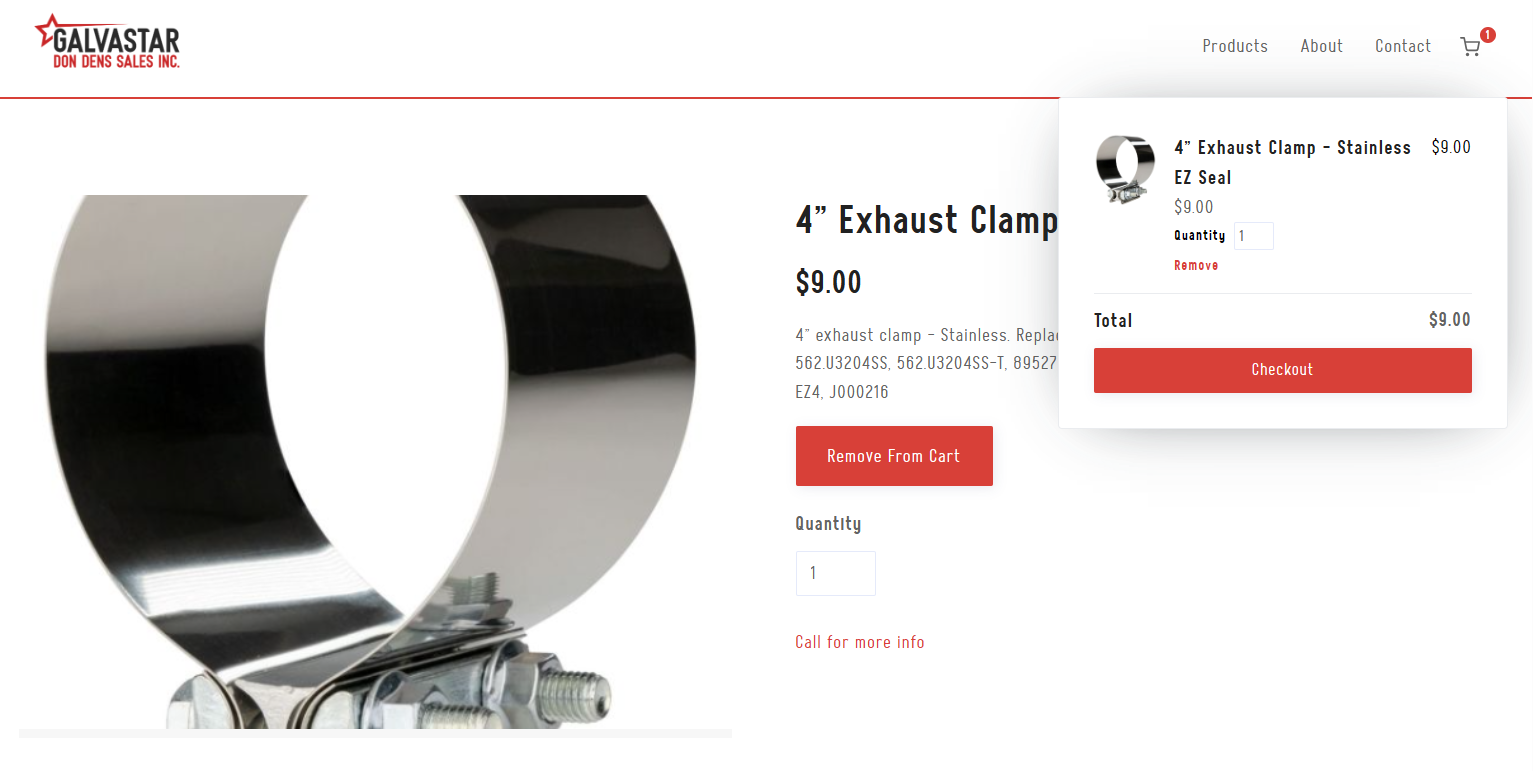 GALVASTAR
DON DENS SALES INC.
Products About Contact 1
4” Exhaust Clamp - Stainless $9.00
EZ Seal
$9.00
Quantity 1
Remove
Total $9.00
Checkout
4” Exhaust Clamp
$9.00
4” exhaust clamp - Stainless.
562.U3204SS, 562.U3204SS-T, 89527
EZ4, J000216
Remove From Cart
Quantity
1
Call for more info